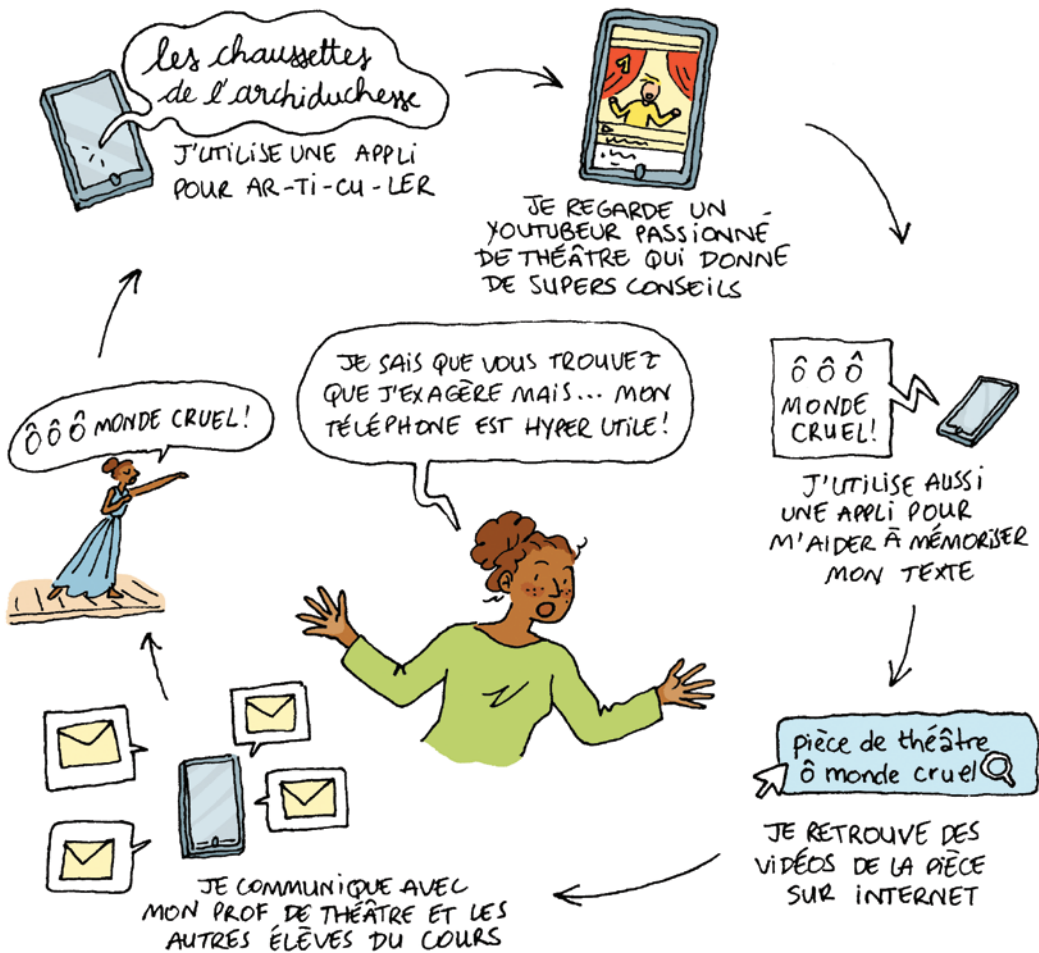 les chaussettes
de l'archiduchesse
J'UTILISE UNE APPLI
POUR AR-TI-CU-LER
JE REGARDE UN
YOUTUBEUR PASSIONNÉ
DE THÉÂTRE QUI DONNE
DE SUPERS CONSEILS
Ô Ô Ô
MONDE
CRUEL!
J'UTILISE AUSSI
UNE APPLI POUR
M'AIDER À MÉMORISER
MON TEXTE
pièce de théâtre
ô monde cruel
JE RETROUVE DES
VIDÉOS DE LA PIÈCE
SUR INTERNET
JE COMMUNIQUE AVEC
MON PROF DE THÉÂTRE ET LES
AUTRES ÉLÈVES DU COURS
Ô Ô Ô MONDE CRUEL!
JE SAIS QUE VOUS TROUVEZ
QUE J'EXAGÈRE MAIS... MON
TÉLÉPHONE EST HYPER UTILE!